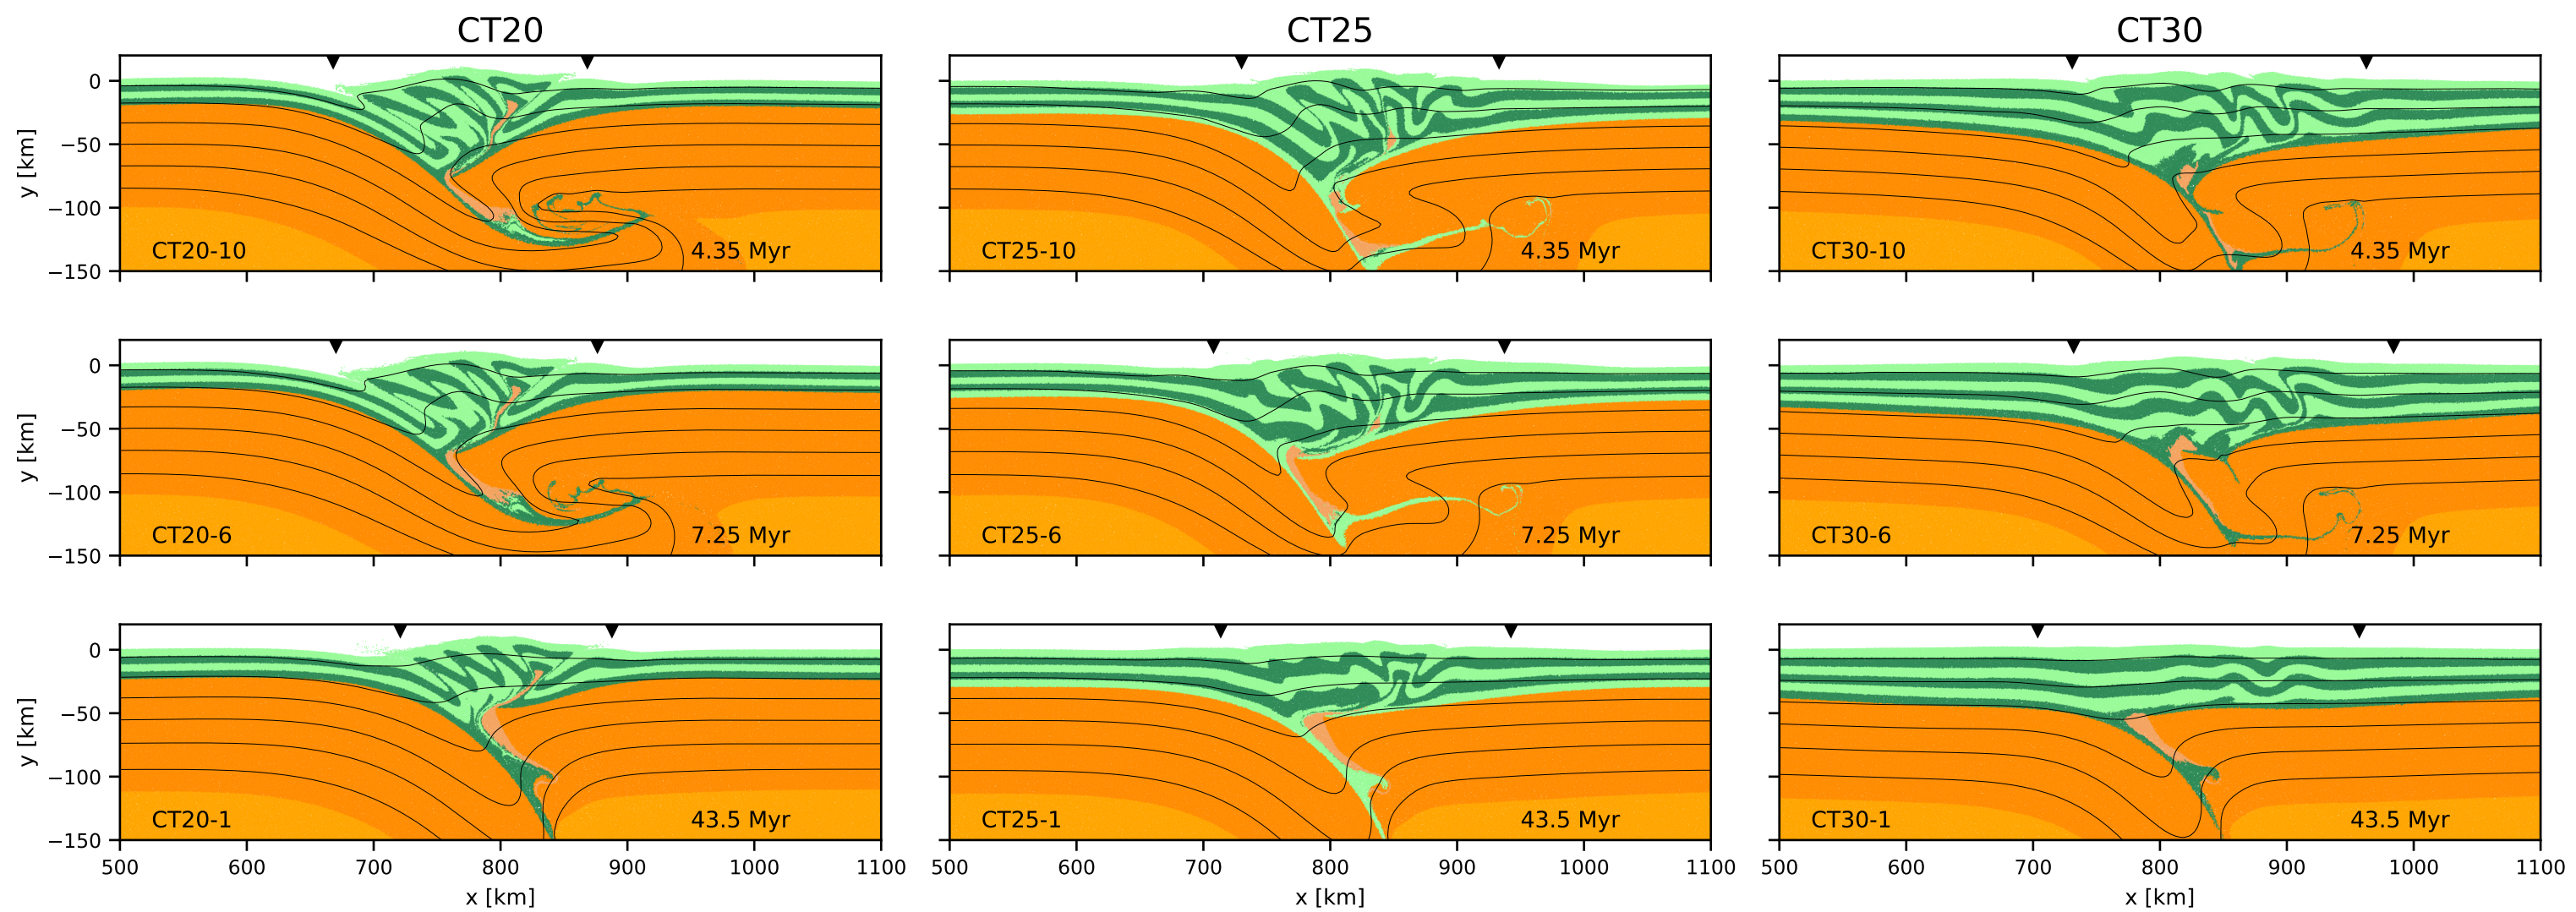 CT20 CT25 CT30
0
−50
−100
−150
y [km]
CT20-10 4.35 Myr
CT25-10 4.35 Myr
CT30-10 4.35 Myr
0
−50
−100
−150
y [km]
CT20-6 7.25 Myr
CT25-6 7.25 Myr
CT30-6 7.25 Myr
0
−50
−100
−150
y [km]
CT20-1 43.5 Myr
CT25-1 43.5 Myr
CT30-1 43.5 Myr
500 600 700 800 900 1000 1100
500 600 700 800 900 1000 1100
500 600 700 800 900 1000 1100
x [km] x [km] x [km]